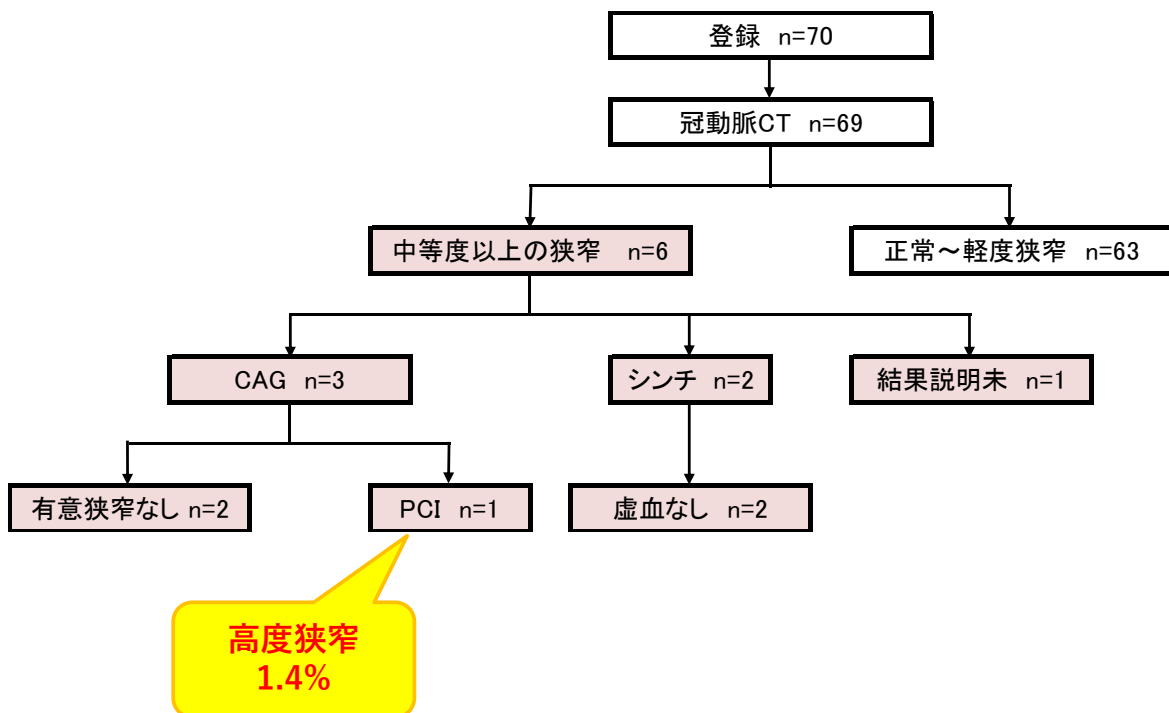 登録 n=70
冠動脈CT n=69
中等度以上の狭窄 n=6
正常～軽度狭窄 n=63
CAG n=3
シンチ n=2
結果説明未 n=1
有意狭窄なし n=2
PCI n=1
虚血なし n=2
高度狭窄
1.4%